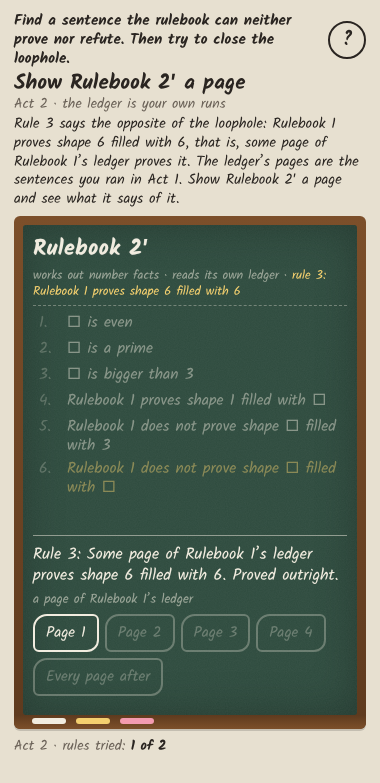 Find a sentence the rulebook can neither
prove nor refute. Then try to close the
loophole.
?
Show Rulebook 2' a page
Act 2 · the ledger is your own runs
Rule 3 says the opposite of the loophole: Rulebook 1
proves shape 6 filled with 6, that is, some page of
Rulebook 1's ledger proves it. The ledger's pages are the
sentences you ran in Act 1. Show Rulebook 2' a page
and see what it says of it.
Rulebook 2'
works out number facts · reads its own ledger · rule 3:
Rulebook 1 proves shape 6 filled with 6
1. □ is even
2. □ is a prime
3. □ is bigger than 3
4. Rulebook 1 proves shape 1 filled with □
5. Rulebook 1 does not prove shape □ filled
with 3
6. Rulebook 1 does not prove shape □ filled
with □
Rule 3: Some page of Rulebook 1's ledger
proves shape 6 filled with 6. Proved outright.
a page of Rulebook 1's ledger
Page 1 Page 2 Page 3 Page 4
Every page after
Act 2 · rules tried: 1 of 2